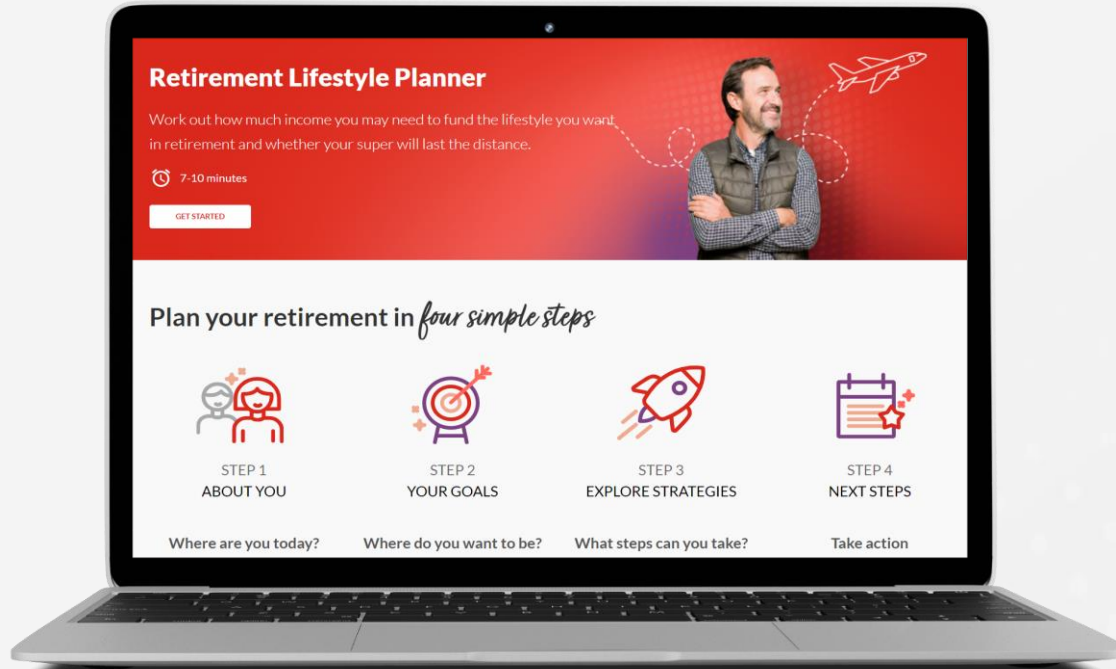 Retirement Lifestyle Planner
Work out how much income you may need to fund the lifestyle you want
in retirement and whether your super will last the distance.
7-10 minutes
GET STARTED
Plan your retirement in four simple steps
STEP 1
ABOUT YOU
Where are you today?
STEP 2
YOUR GOALS
Where do you want to be?
STEP 3
EXPLORE STRATEGIES
What steps can you take?
STEP 4
NEXT STEPS
Take action